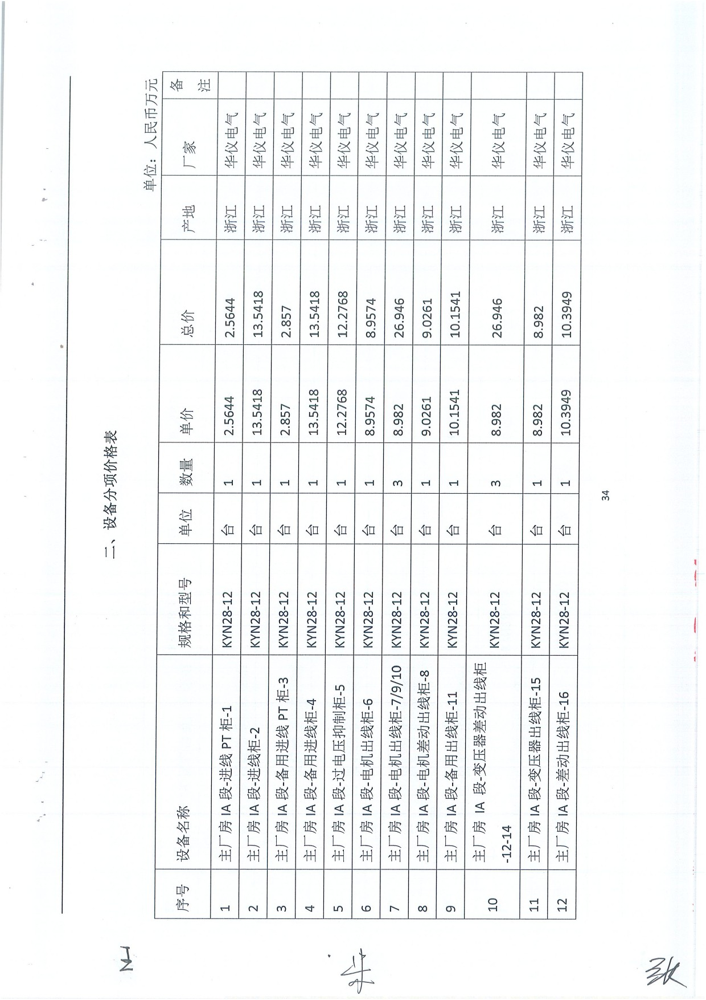 二、设备分项价格表
单位：人民币万元
序号 设备名称 规格和型号 单位 数量 单价 总价 产地 厂家 备注
1 主厂房 IA 段-进线 PT 柜-1 KYN28-12 台 1 2.5644 2.5644 浙江 华仪电气
2 主厂房 IA 段-进线柜-2 KYN28-12 台 1 13.5418 13.5418 浙江 华仪电气
3 主厂房 IA 段-备用进线 PT 柜-3 KYN28-12 台 1 2.857 2.857 浙江 华仪电气
4 主厂房 IA 段-备用进线柜-4 KYN28-12 台 1 13.5418 13.5418 浙江 华仪电气
5 主厂房 IA 段-过电压抑制柜-5 KYN28-12 台 1 12.2768 12.2768 浙江 华仪电气
6 主厂房 IA 段-电机出线柜-6 KYN28-12 台 1 8.9574 8.9574 浙江 华仪电气
7 主厂房 IA 段-电机出线柜-7/9/10 KYN28-12 台 3 8.982 26.946 浙江 华仪电气
8 主厂房 IA 段-电机差动出线柜-8 KYN28-12 台 1 9.0261 9.0261 浙江 华仪电气
9 主厂房 IA 段-备用出线柜-11 KYN28-12 台 1 10.1541 10.1541 浙江 华仪电气
10 主厂房 IA 段-变压器差动出线柜 KYN28-12 台 3 8.982 26.946 浙江 华仪电气
-12-14
11 主厂房 IA 段-变压器出线柜-15 KYN28-12 台 1 8.982 8.982 浙江 华仪电气
12 主厂房 IA 段-差动出线柜-16 KYN28-12 台 1 10.3949 10.3949 浙江 华仪电气
34